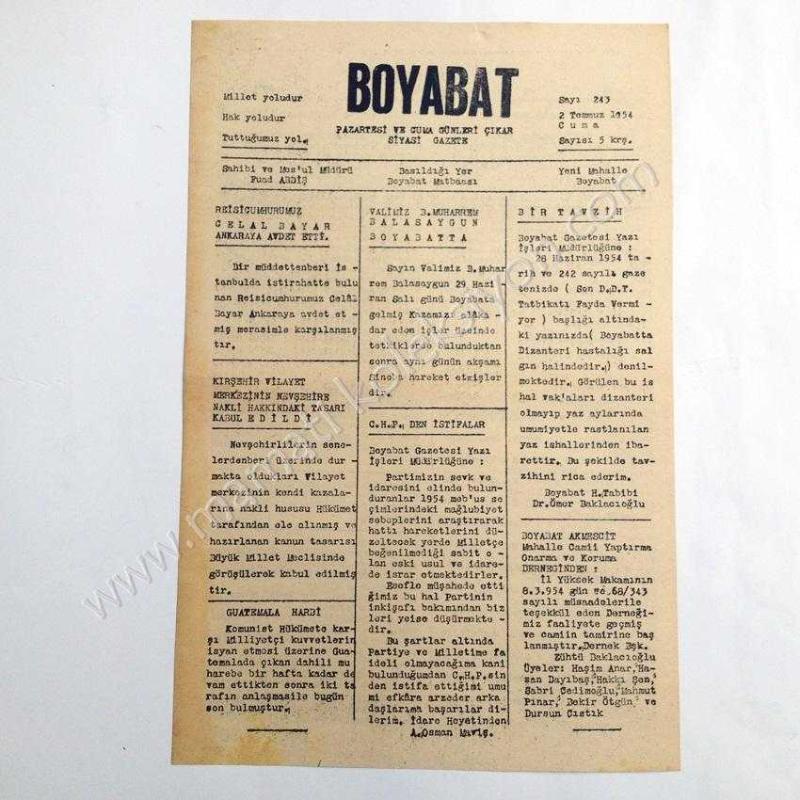 Millet yoludur
Hak yoludur
Tuttuğumuz yol.
BOYABAT
PAZARTESİ VE CUMA GÜNLERİ ÇIKAR
SİYASİ GAZETE
Sayı 243
2 Temmuz 1954
Cuma
Sayısı 5 krş.
Sahibi ve Mes'ul Müdürü
Fuad ARDİŞ
Basıldığı Yer
Boyabat Matbaası
Yeni Mahalle
Boyabat
REİSİCUMHURUMUZ
CELAL BAYAR
ANKARAYA AVDET ETTİ.
Bir müddettenberi İs-
tanbulda istirahatte bulu
nan Reisicumhurumuz Celâl
Bayar Ankaraya avdet et-
miş merasimle karşılanmış
tır.
KIRŞEHİR VİLAYET
MERKEZİNİN NEVŞEHİRE
NAKLİ HAKKINDAKİ TASARI
KABUL EDİLDİ
Nevşehirlilerin sene-
lerdenberi üzerinde dur-
makta oldukları Vilayet
merkezinin kendi kazala-
rına nakli hususu Hükümet
tarafından ele alınmış ve
hazırlanan kanun tasarısı
Büyük Millet Meclisinde
görüşülerek kabul edilmiş
tir.
GUATEMALA HARDİ
Komunist Hükümete kar-
şı Milliyetçi kuvvetlerin
isyan etmesi üzerine Gua-
temalada çıkan dahili mu
harebe bir hafta kadar de
vam ettikten sonra iki ta
rafın anlaşmasile bugün
son bulmuştur.
VALİMİZ B.MUHARREM
BALASAYGUN
BOYABATTA
Sayın Valimiz B.Muhar
rem Balasaygun 29 Hazi
ran Salı günü Boyabata
gelmiş Kazamızı alâka-
dar eden işler üzeinde
tetkiklerde bulunduktan
sonra aynı günün akşamı
Sinoba hareket etmişler
dir.
C.H.P. DEN İSTİFALAR
Boyabat Gazetesi Yazı
İşleri Müdürlüğüne :
Partimizin sevk ve
idaresini elinde bulun-
duranlar 1954 meb'us se
çimlerindeki mağlubiyet
sebeplerini araştırarak
hattı hareketlerini dü-
zeltecek yerde Milletçe
beğenilmediği sabit o-
lan eski usul ve idare-
de israr etmektedirler.
Esefle müşahede etti
ğimiz bu hal Partinin
inkişafı bakımından biz
leri yeise düşürmekte -
dir.
Bu şartlar altında
Partiye ve Milletime fa
ideli olmayacağıma kani
bulunduğumdan C.H.P.sin
den istifa ettiğimi umu
mi efkâra arzeder arka
daşlarıma başarılar di-
lerim. İdare Heyetinden
A.Osman Maviş.
BİR TAVZİH
Boyabat Gazetesi Yazı
İşleri Müdürlüğüne :
28 Haziran 1954 ta-
rih ve 242 sayılı gaze
tenizde ( Son D.D.T.
Tatbikatı Fayda Vermi -
yor ) başlığı altında-
ki yazınızda( Boyabatta
Dizanteri hastalığı sal
gın halindedir.) denil-
mektedir. Görülen bu is
hal vak'aları dizanteri
olmayıp yaz aylarında
umumiyetle rastlanılan
yaz ishallerinden iba-
rettir. Bu şekilde tav-
zihini rica ederim.
Boyabat H.Tabibi
Dr.Ömer Baklacıoğlu
BOYABAT AKMESCİT
Mahalle Camii Yaptırma
Onarma ve Koruma
DERNEĞİNDEN :
İl Yüksek Makamının
8.3.954 gün ve .68/343
sayılı müsaadelerile
teşekkül eden Derneği-
miz faaliyete geçmiş
ve camiin tamirine baş
lanmıştır.Dernek Bşk.
Zühtü Baklacıoğlu
Üyeler: Haşim Anar, Ha-
san Dayıbaş, Hakkı Şen,
Sabri Cedimoğlu, Mahmut
Pınar, Bekir Ötgün, ve
Dursun Çıstık